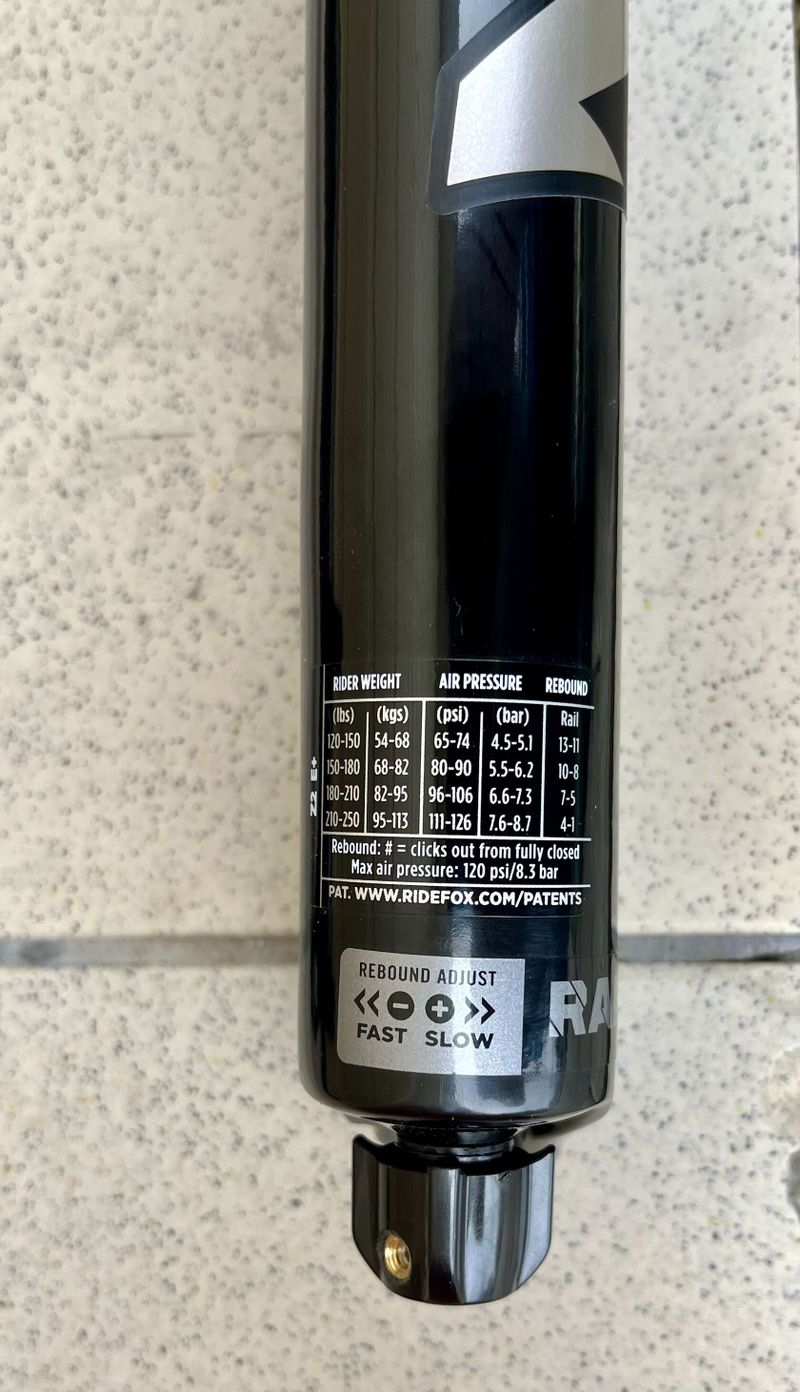 RIDER WEIGHT AIR PRESSURE REBOUND
(lbs) (kgs) (psi) (bar) Rail
120-150 54-68 65-74 4.5-5.1 13-11
150-180 68-82 80-90 5.5-6.2 10-8
180-210 82-95 96-106 6.6-7.3 7-5
210-250 95-113 111-126 7.6-8.7 4-1
Z2 E+
Rebound: # = clicks out from fully closed
Max air pressure: 120 psi/8.3 bar
PAT. WWW.RIDEFOX.COM/PATENTS
REBOUND ADJUST
− +
FAST SLOW
RA